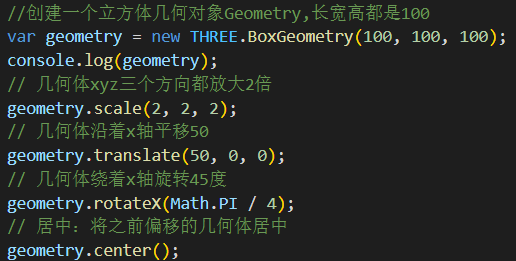 //创建一个立方体几何对象Geometry,长宽高都是100
var geometry = new THREE.BoxGeometry(100, 100, 100);
console.log(geometry);
// 几何体xyz三个方向都放大2倍
geometry.scale(2, 2, 2);
// 几何体沿着x轴平移50
geometry.translate(50, 0, 0);
// 几何体绕着x轴旋转45度
geometry.rotateX(Math.PI / 4);
// 居中：将之前偏移的几何体居中
geometry.center();